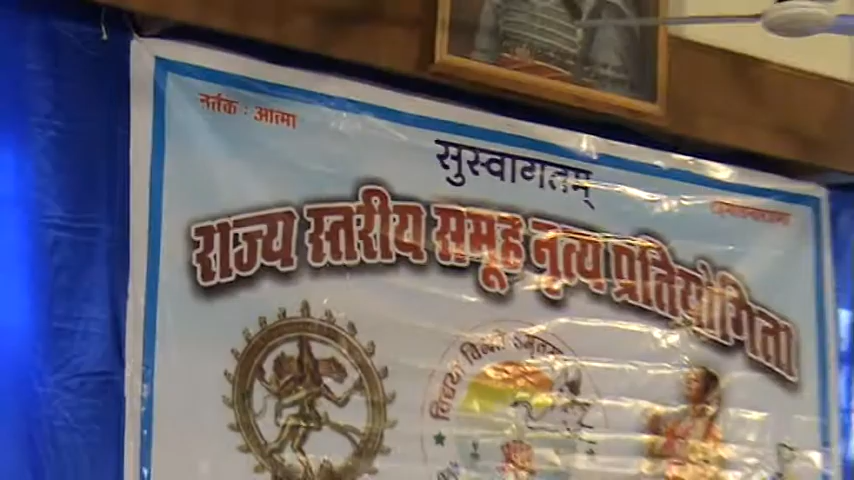 नर्तक : आत्मा
सुस्वागतम्
राज्य स्तरीय समूह नृत्य प्रतियोगिता